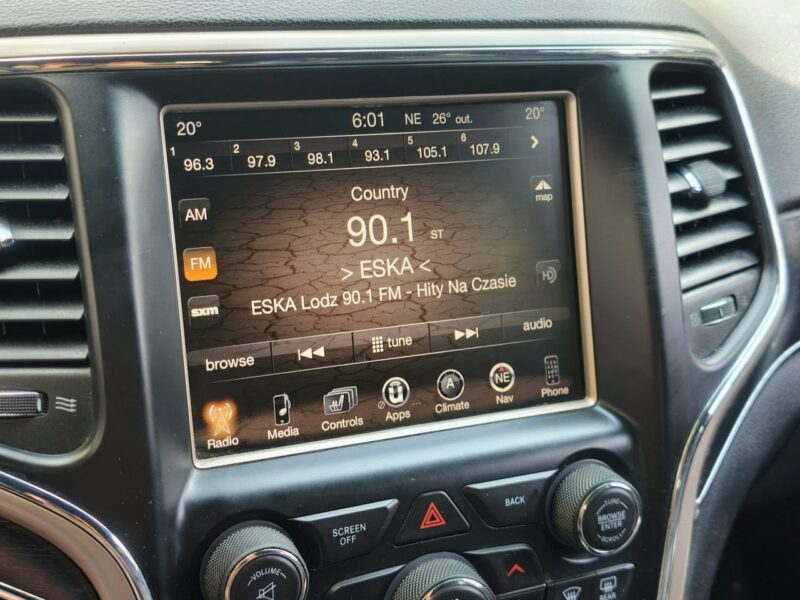 20° 6:01 NE 26° out. 20°
1 96.3 2 97.9 3 98.1 4 93.1 5 105.1 6 107.9
Country
map
AM
90.1 ST
FM
> ESKA <
HD
sxm
ESKA Lodz 90.1 FM - Hity Na Czasie
browse tune audio
Radio Media Controls Apps Climate Nav Phone
A
NE
SCREEN
OFF
BACK
TUNE
BROWSE
ENTER
SCROLL
VOLUME
REAR